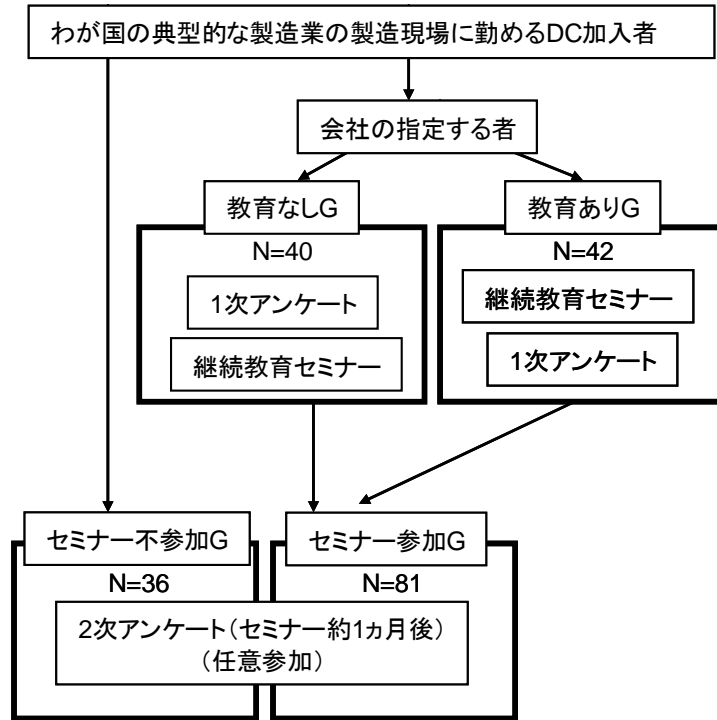 わが国の典型的な製造業の製造現場に勤めるDC加入者
会社の指定する者
教育なしG
教育ありG
N=40
N=42
1次アンケート
継続教育セミナー
継続教育セミナー
1次アンケート
セミナー不参加G
セミナー参加G
N=36
N=81
2次アンケート(セミナー約1ヵ月後)
(任意参加)